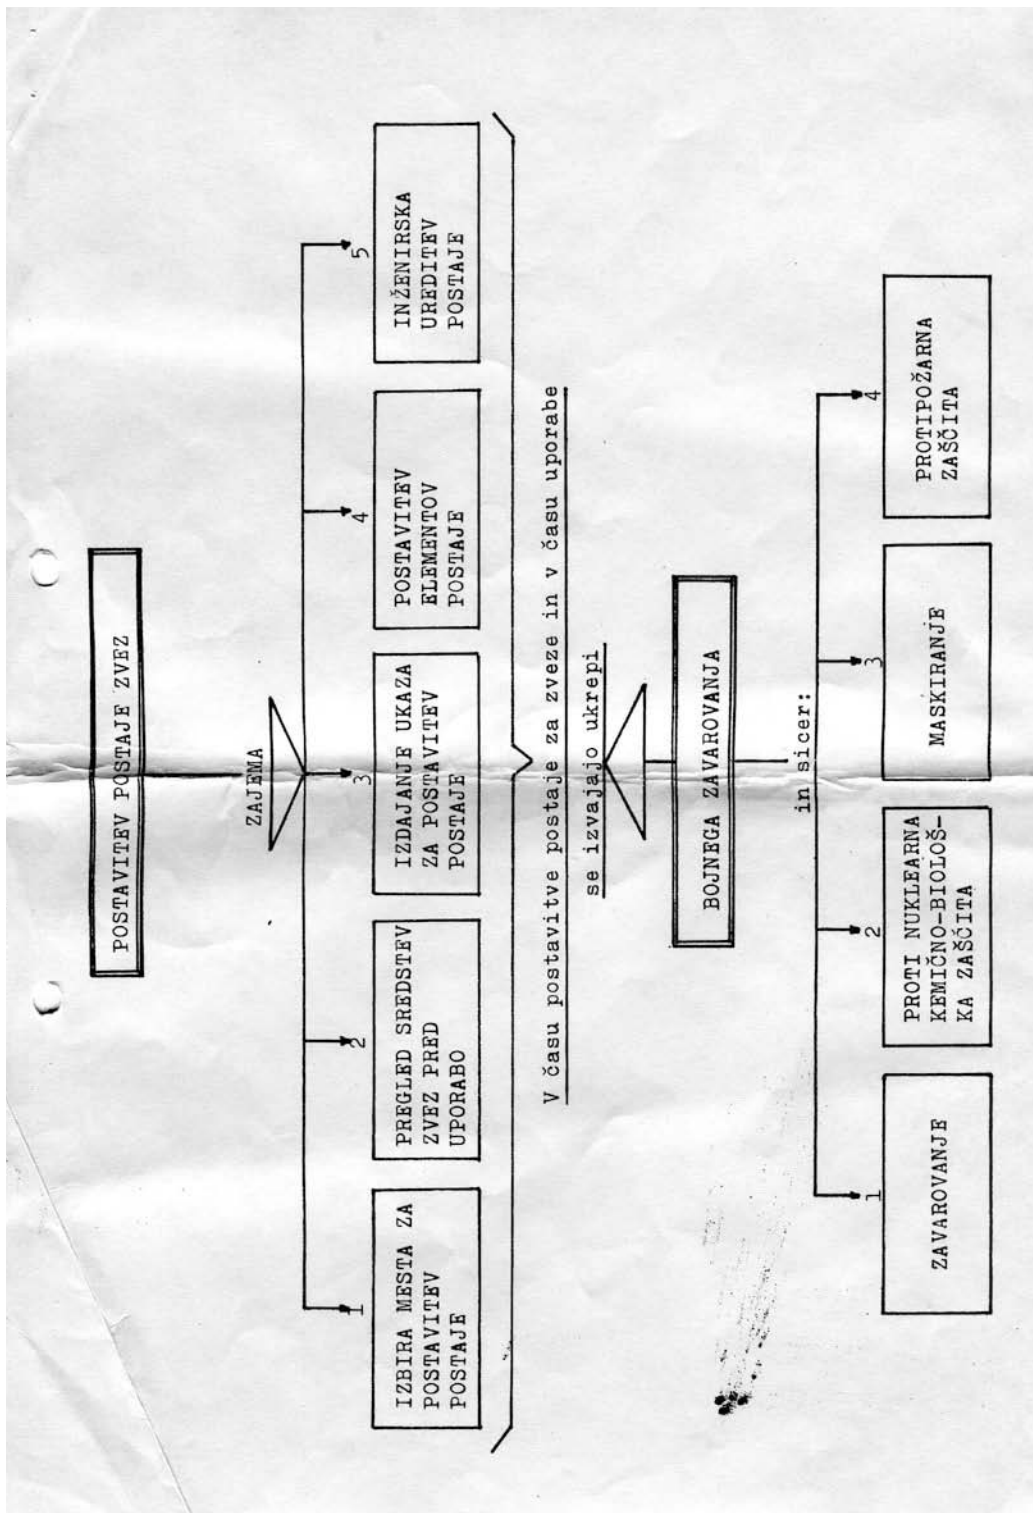 POSTAVITEV POSTAJE ZVEZ
ZAJEMA
1
IZBIRA MESTA ZA
POSTAVITEV
POSTAJE
2
PREGLED SREDSTEV
ZVEZ PRED
UPORABO
3
IZDAJANJE UKAZA
ZA POSTAVITEV
POSTAJE
4
POSTAVITEV
ELEMENTOV
POSTAJE
5
INŽENIRSKA
UREDITEV
POSTAJE
V času postavitve postaje za zveze in v času uporabe
se izvajajo ukrepi
BOJNEGA ZAVAROVANJA
in sicer:
1
ZAVAROVANJE
2
PROTI NUKLEARNA
KEMIČNO-BIOLOŠ-
KA ZAŠČITA
3
MASKIRANJE
4
PROTIPOŽARNA
ZAŠČITA